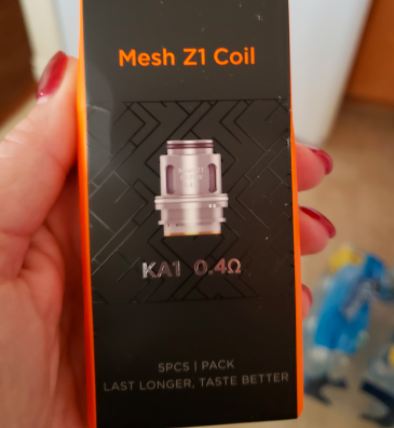 Mesh Z1 Coil
KA1 0.4Ω
5PCS | PACK
LAST LONGER, TASTE BETTER